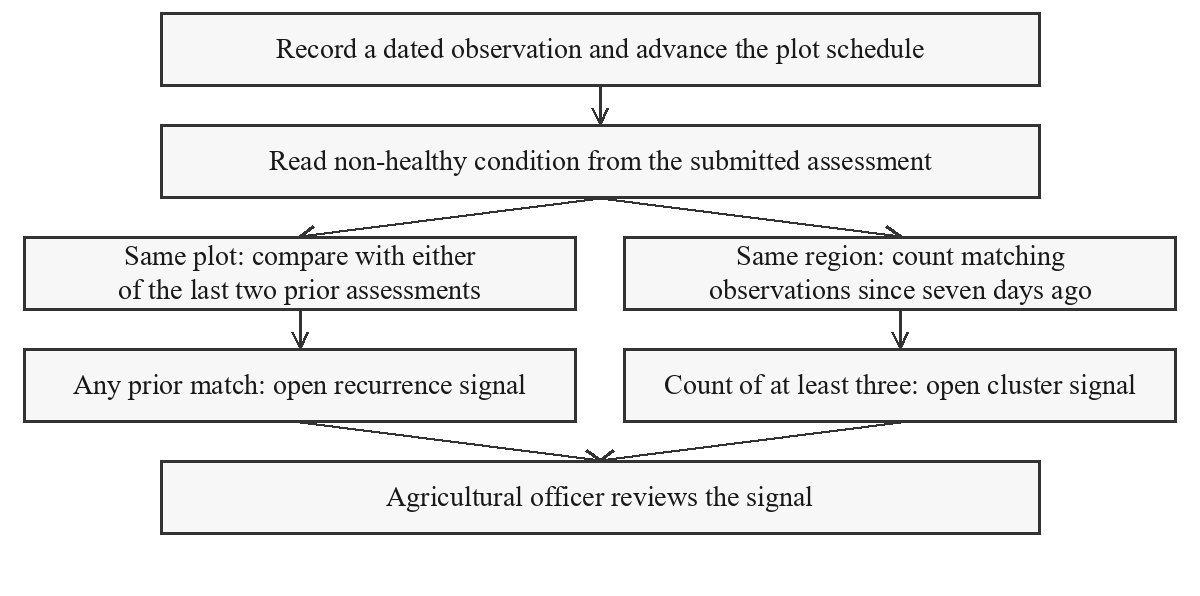 Record a dated observation and advance the plot schedule
Read non-healthy condition from the submitted assessment
Same plot: compare with either
of the last two prior assessments
Same region: count matching
observations since seven days ago
Any prior match: open recurrence signal
Count of at least three: open cluster signal
Agricultural officer reviews the signal